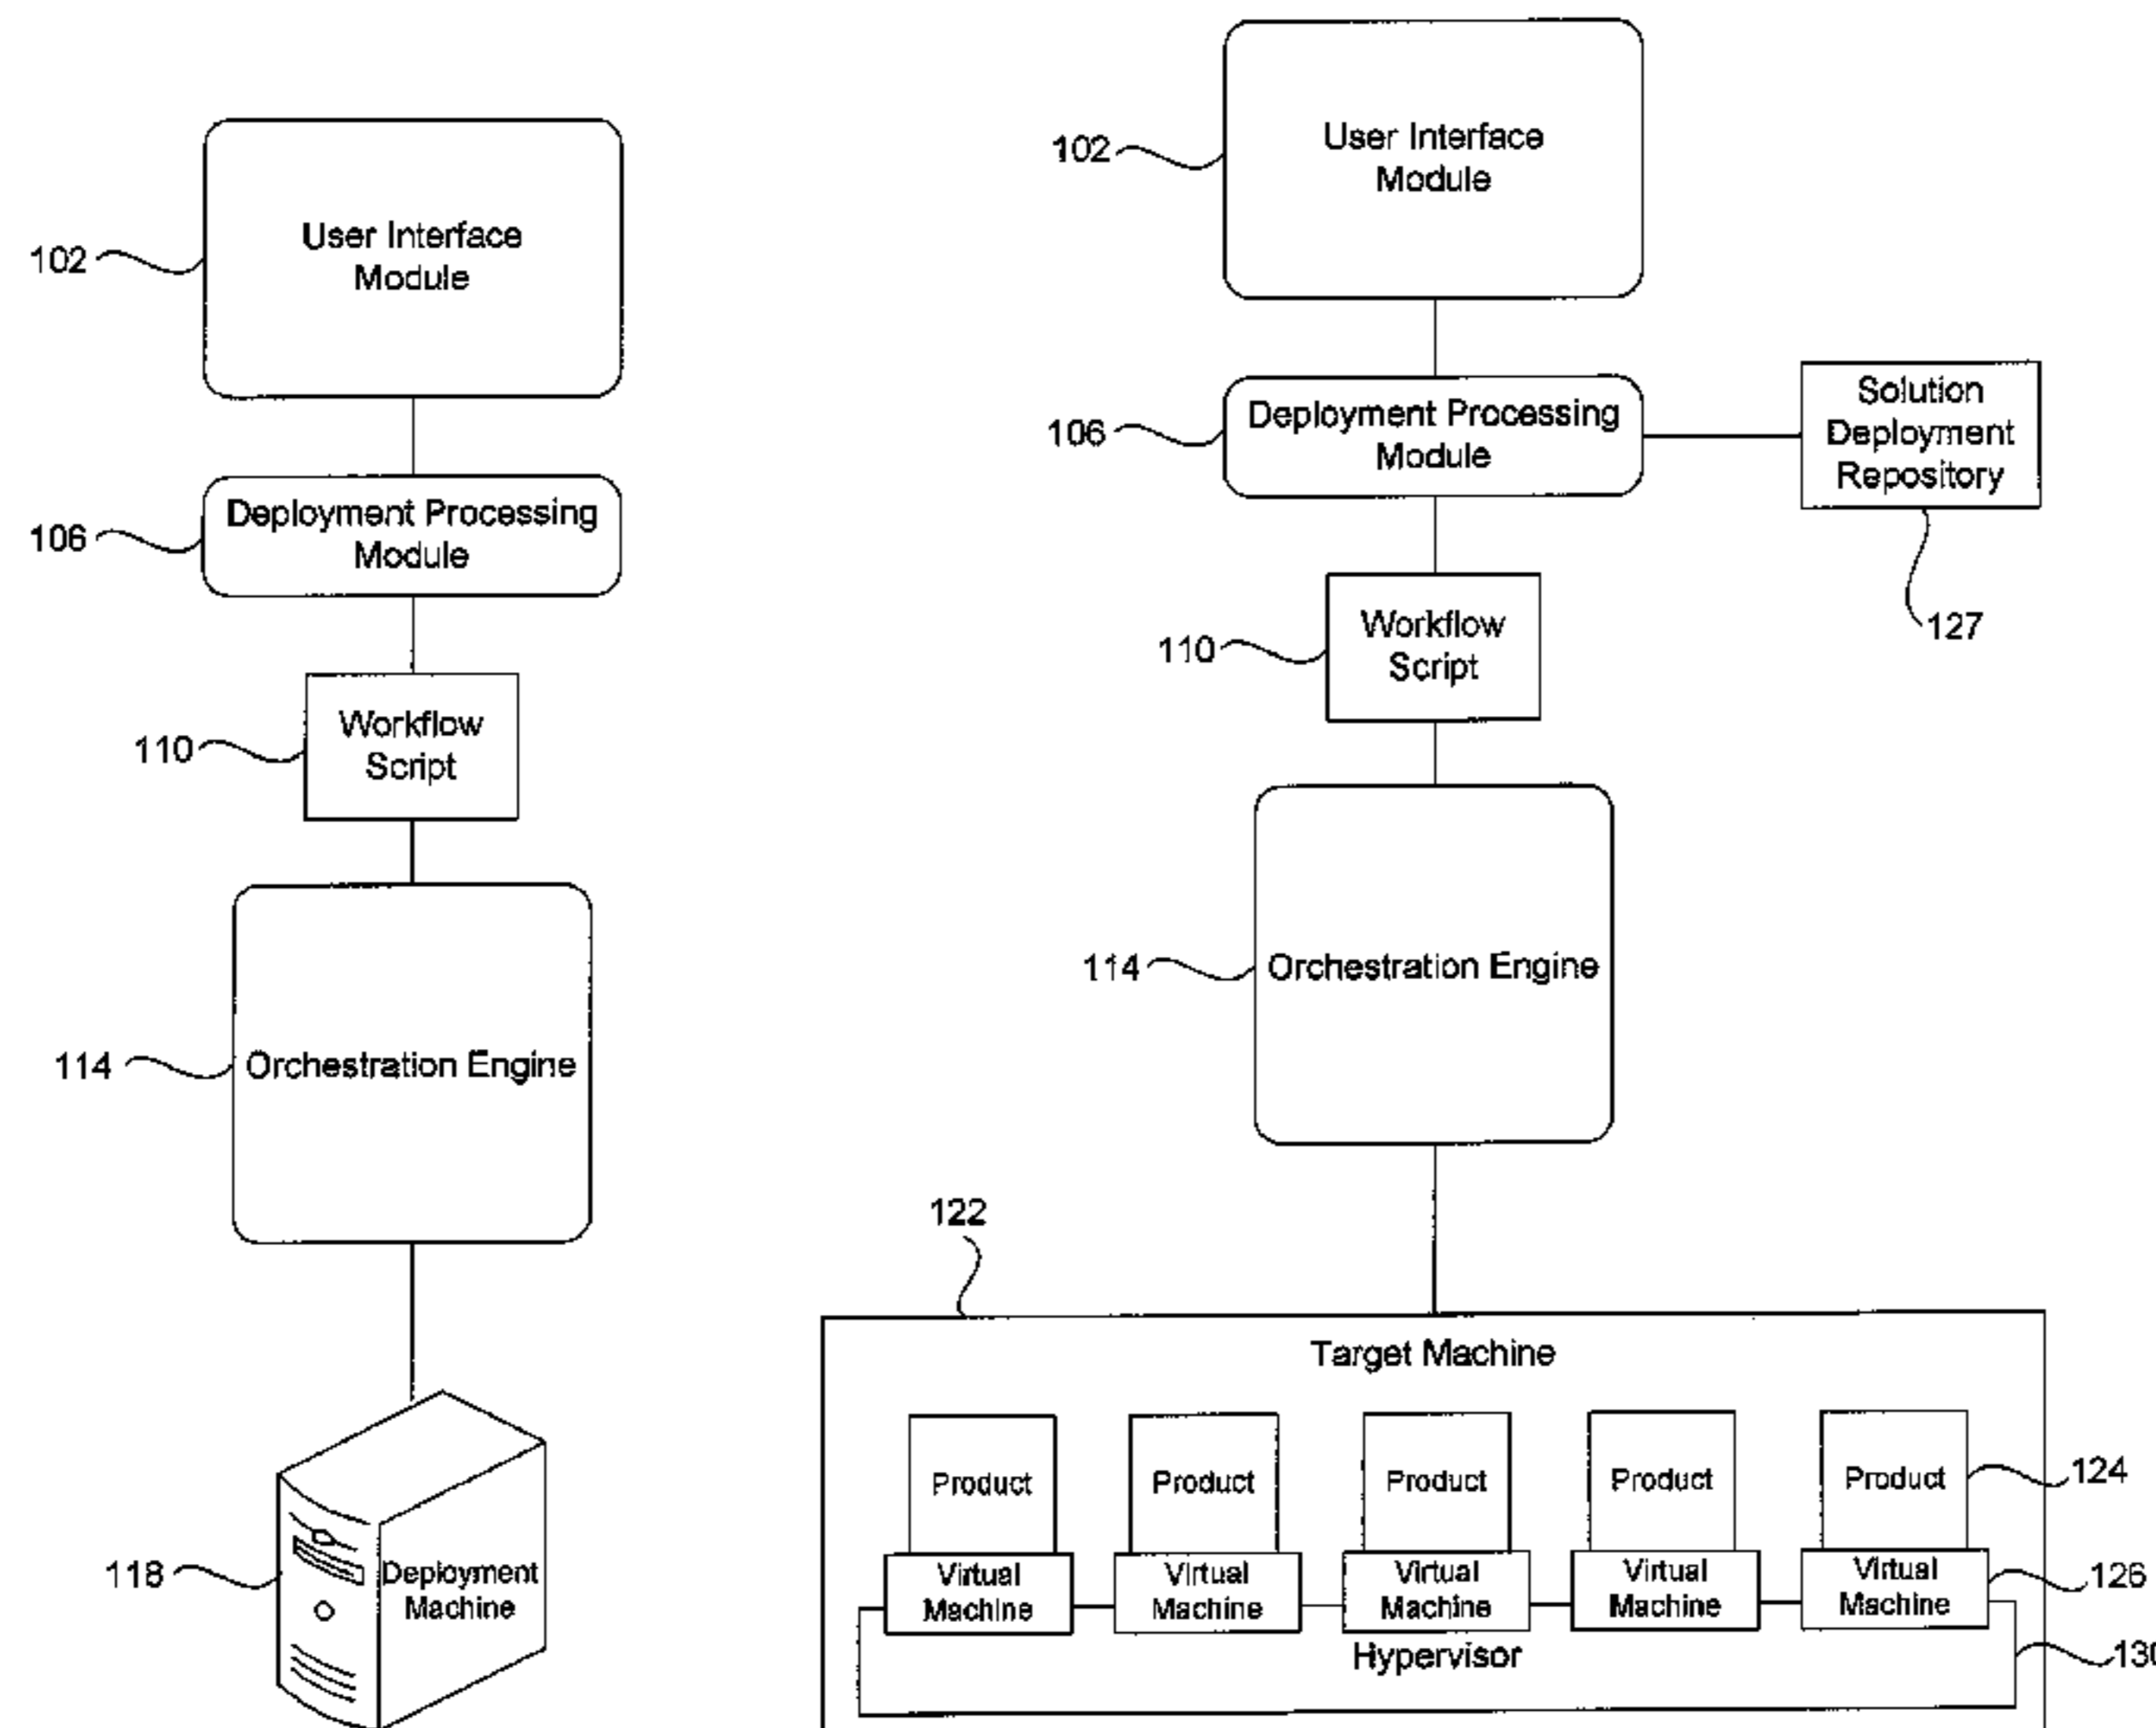 102
User Interface
Module
106
Deployment Processing
Module
110
Workflow
Script
114
Orchestration Engine
118
Deployment
Machine
102
User Interface
Module
106
Deployment Processing
Module
Solution
Deployment
Repository
127
110
Workflow
Script
114
Orchestration Engine
122
Target Machine
Product
Product
Product
Product
Product
124
Virtual
Machine
Virtual
Machine
Virtual
Machine
Virtual
Machine
Virtual
Machine
126
Hypervisor
130